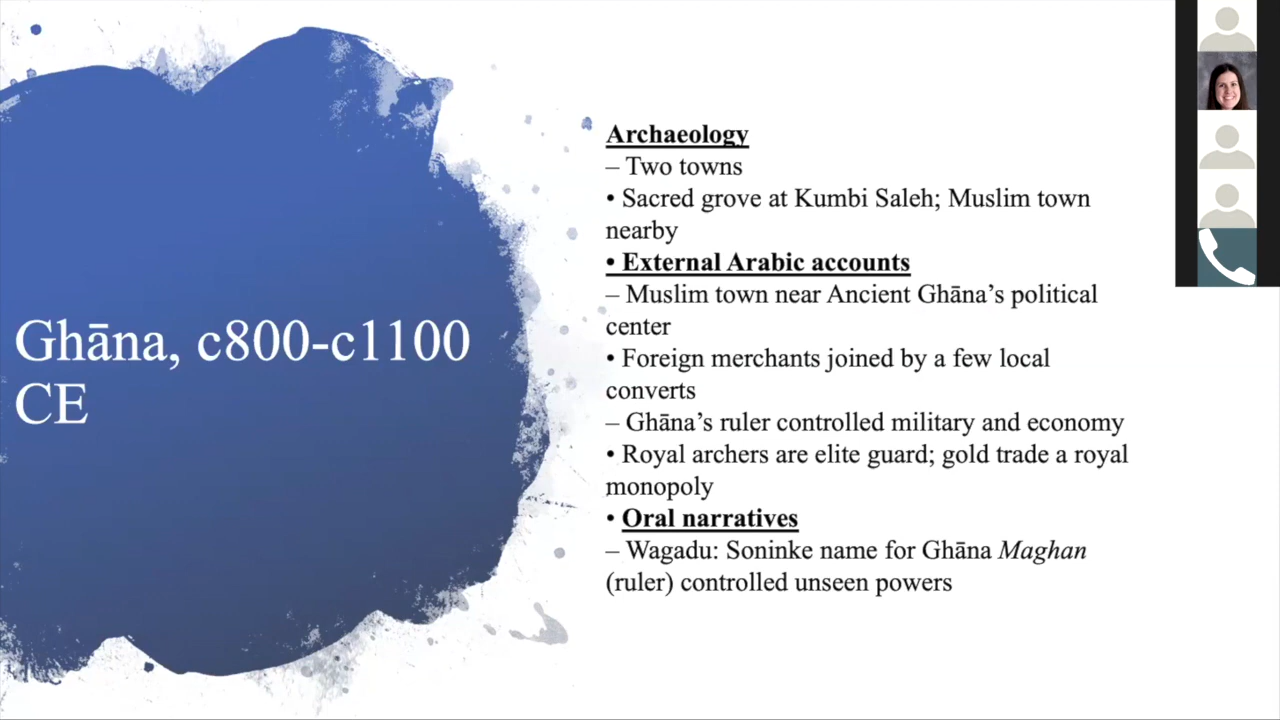 Ghāna, c800-c1100
CE
Archaeology
– Two towns
• Sacred grove at Kumbi Saleh; Muslim town
nearby
• External Arabic accounts
– Muslim town near Ancient Ghāna’s political
center
• Foreign merchants joined by a few local
converts
– Ghāna’s ruler controlled military and economy
• Royal archers are elite guard; gold trade a royal
monopoly
• Oral narratives
– Wagadu: Soninke name for Ghāna Maghan
(ruler) controlled unseen powers